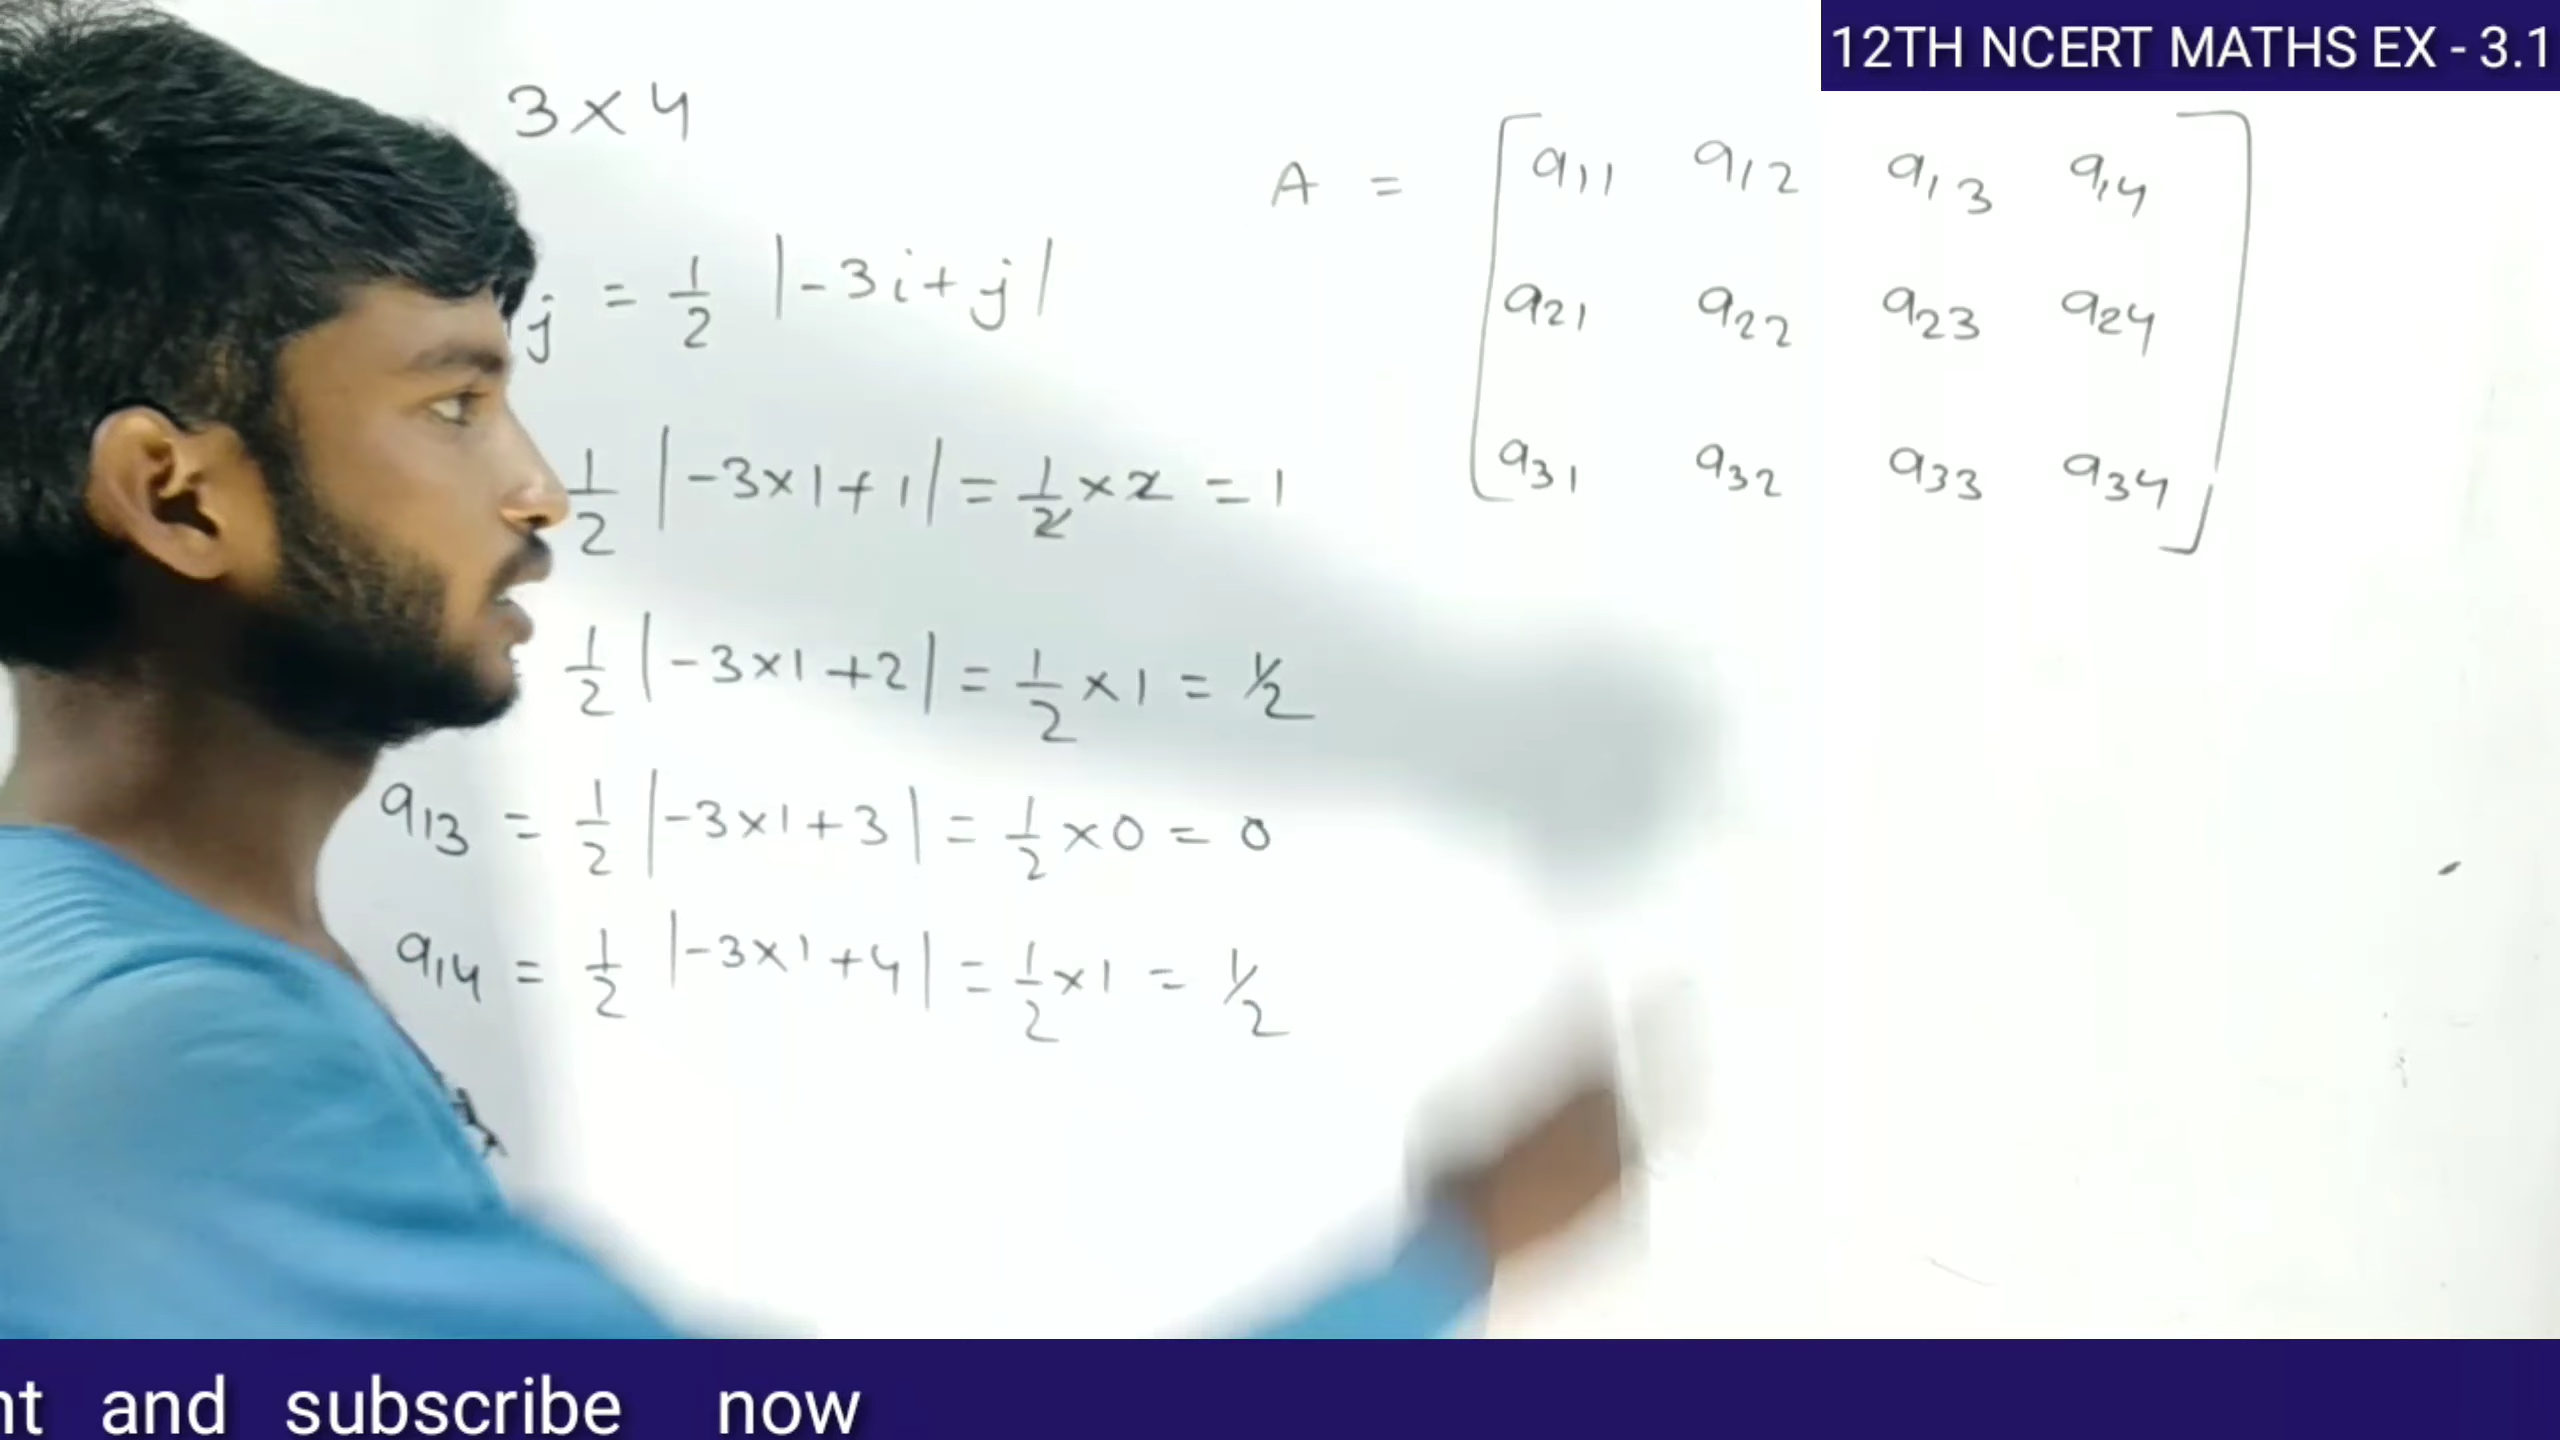 12TH NCERT MATHS EX - 3.1
3 × 4
j = 1/2 |-3i+j|
1/2 |-3×1+1| = 1/2 × 2 = 1
1/2 |-3×1+2| = 1/2 × 1 = 1/2
a13 = 1/2 |-3×1+3| = 1/2 × 0 = 0
a14 = 1/2 |-3×1+4| = 1/2 × 1 = 1/2
A = [ a11 a12 a13 a14
a21 a22 a23 a24
a31 a32 a33 a34 ]
nt and subscribe now